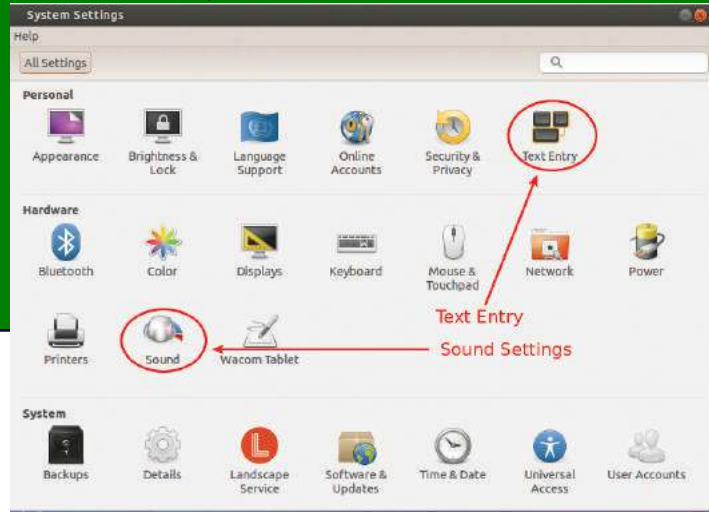 System Settings
Help
All Settings
Personal
Appearance
Brightness &
Lock
Language
Support
Online
Accounts
Security &
Privacy
Text Entry
Hardware
Bluetooth
Color
Displays
Keyboard
Mouse &
Touchpad
Network
Power
Text Entry
Printers
Sound
Wacom Tablet
Sound Settings
System
Backups
Details
Landscape
Service
Software &
Updates
Time & Date
Universal
Access
User Accounts